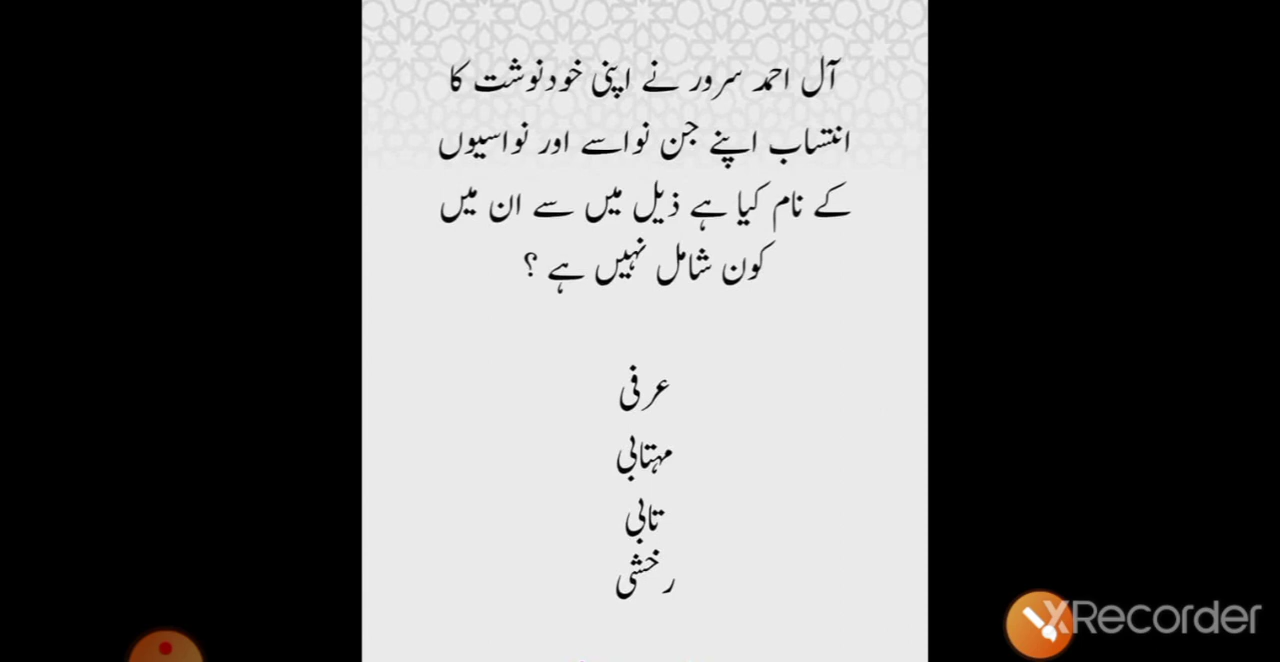 آل احمد سرور نے اپنی خودنوشت کا
انتساب اپنے جن نواسے اور نواسیوں
کے نام کیا ہے ذیل میں سے ان میں
کون شامل نہیں ہے ؟
عرفی
مہتابی
تابی
رخشی
XRecorder